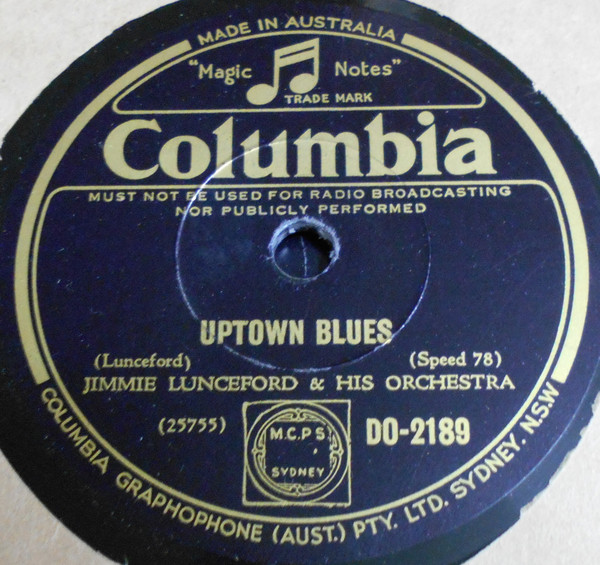 MADE IN AUSTRALIA
"Magic Notes"
TRADE MARK
Columbia
MUST NOT BE USED FOR RADIO BROADCASTING
NOR PUBLICLY PERFORMED
UPTOWN BLUES
(Lunceford) (Speed 78)
JIMMIE LUNCEFORD & HIS ORCHESTRA
(25755) M.C.P.S DO-2189
SYDNEY
COLUMBIA GRAPHOPHONE (AUST.) PTY. LTD. SYDNEY. N.S.W